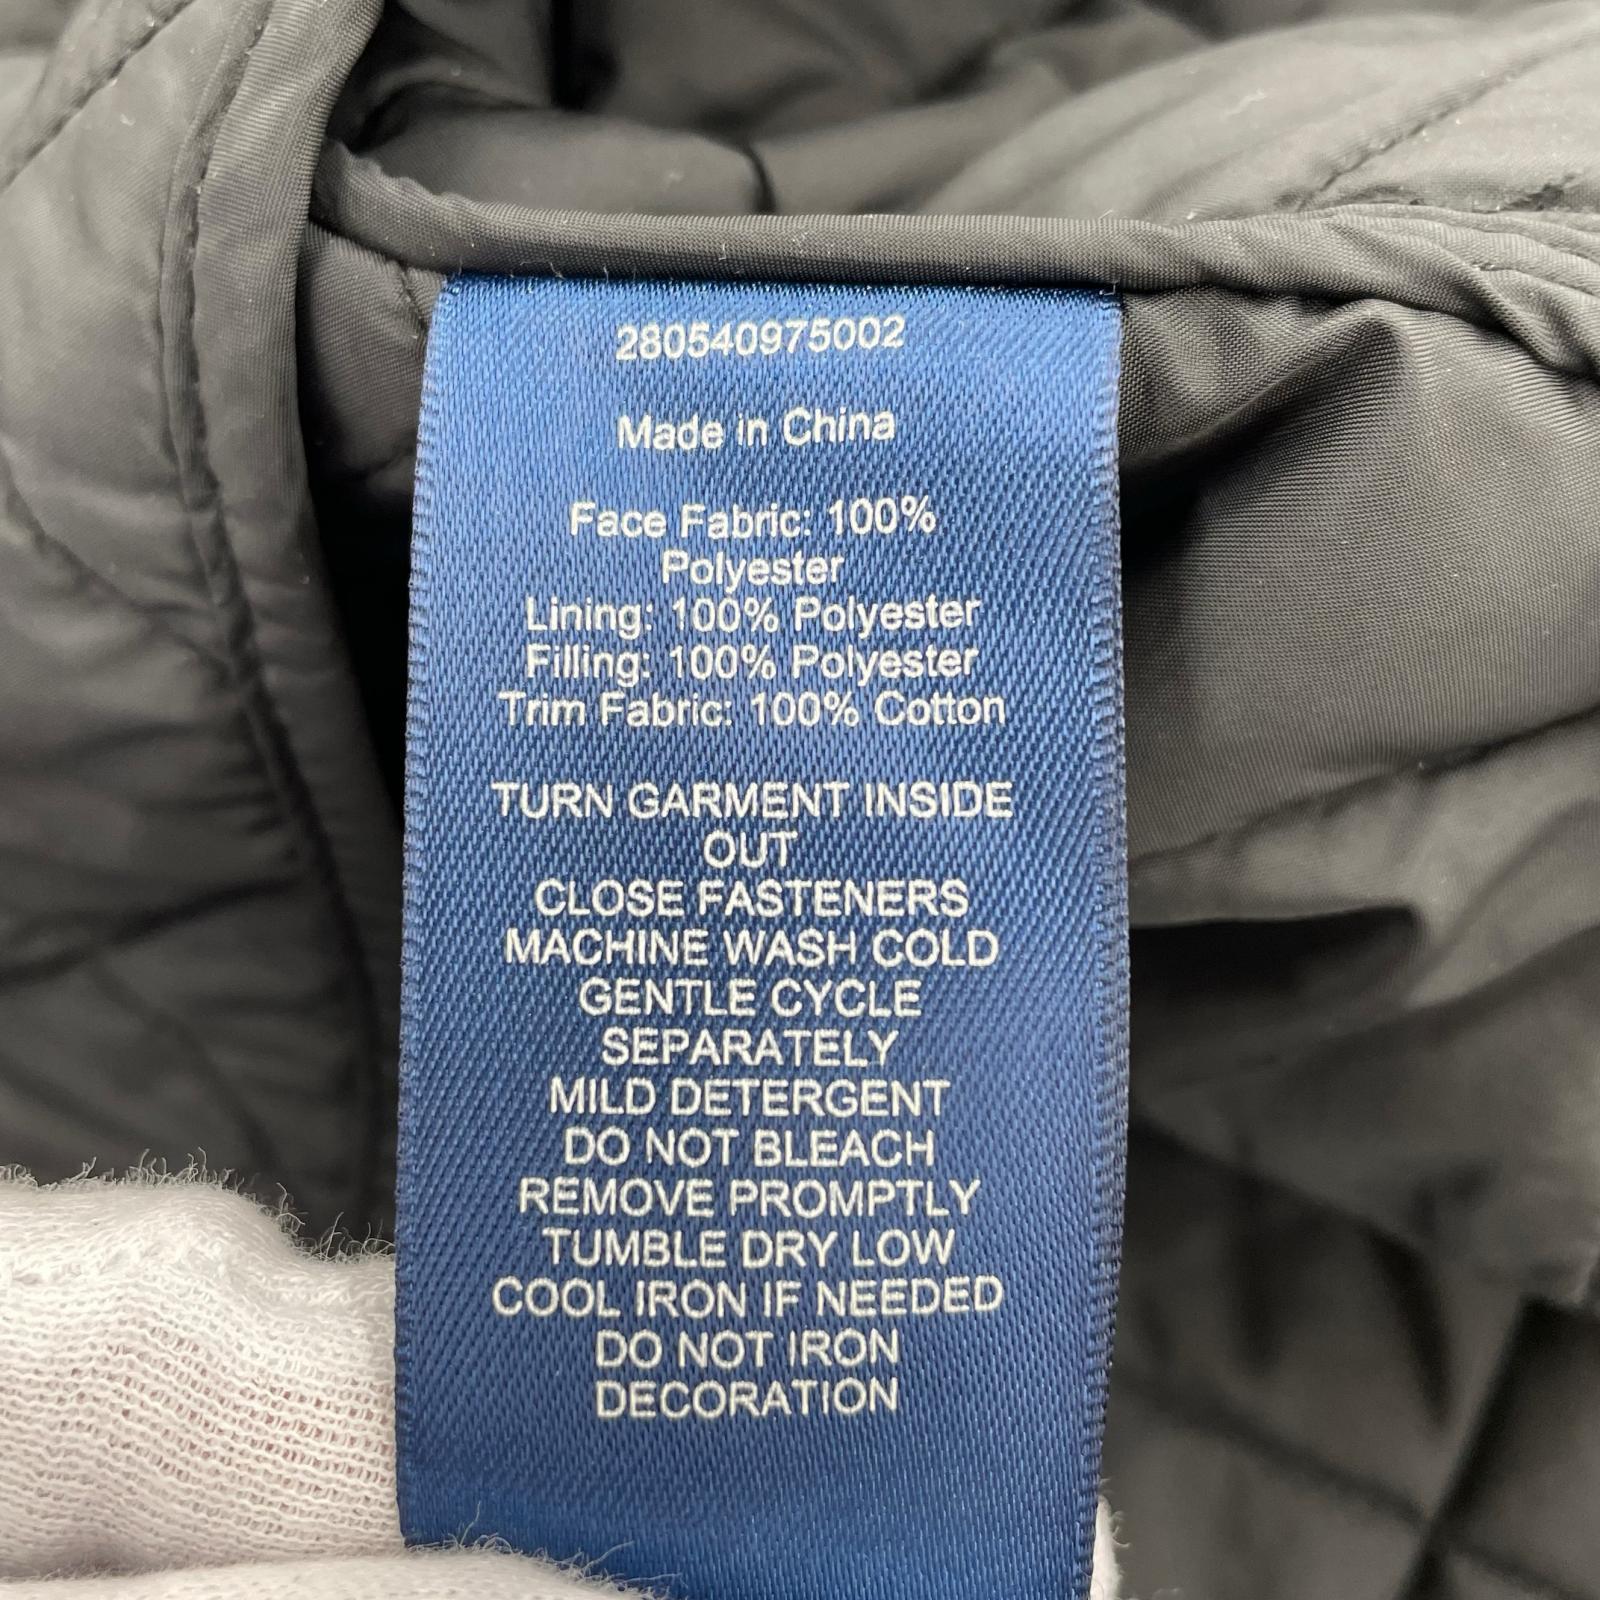 280540975002
Made in China
Face Fabric: 100%
Polyester
Lining: 100% Polyester
Filling: 100% Polyester
Trim Fabric: 100% Cotton
TURN GARMENT INSIDE
OUT
CLOSE FASTENERS
MACHINE WASH COLD
GENTLE CYCLE
SEPARATELY
MILD DETERGENT
DO NOT BLEACH
REMOVE PROMPTLY
TUMBLE DRY LOW
COOL IRON IF NEEDED
DO NOT IRON
DECORATION